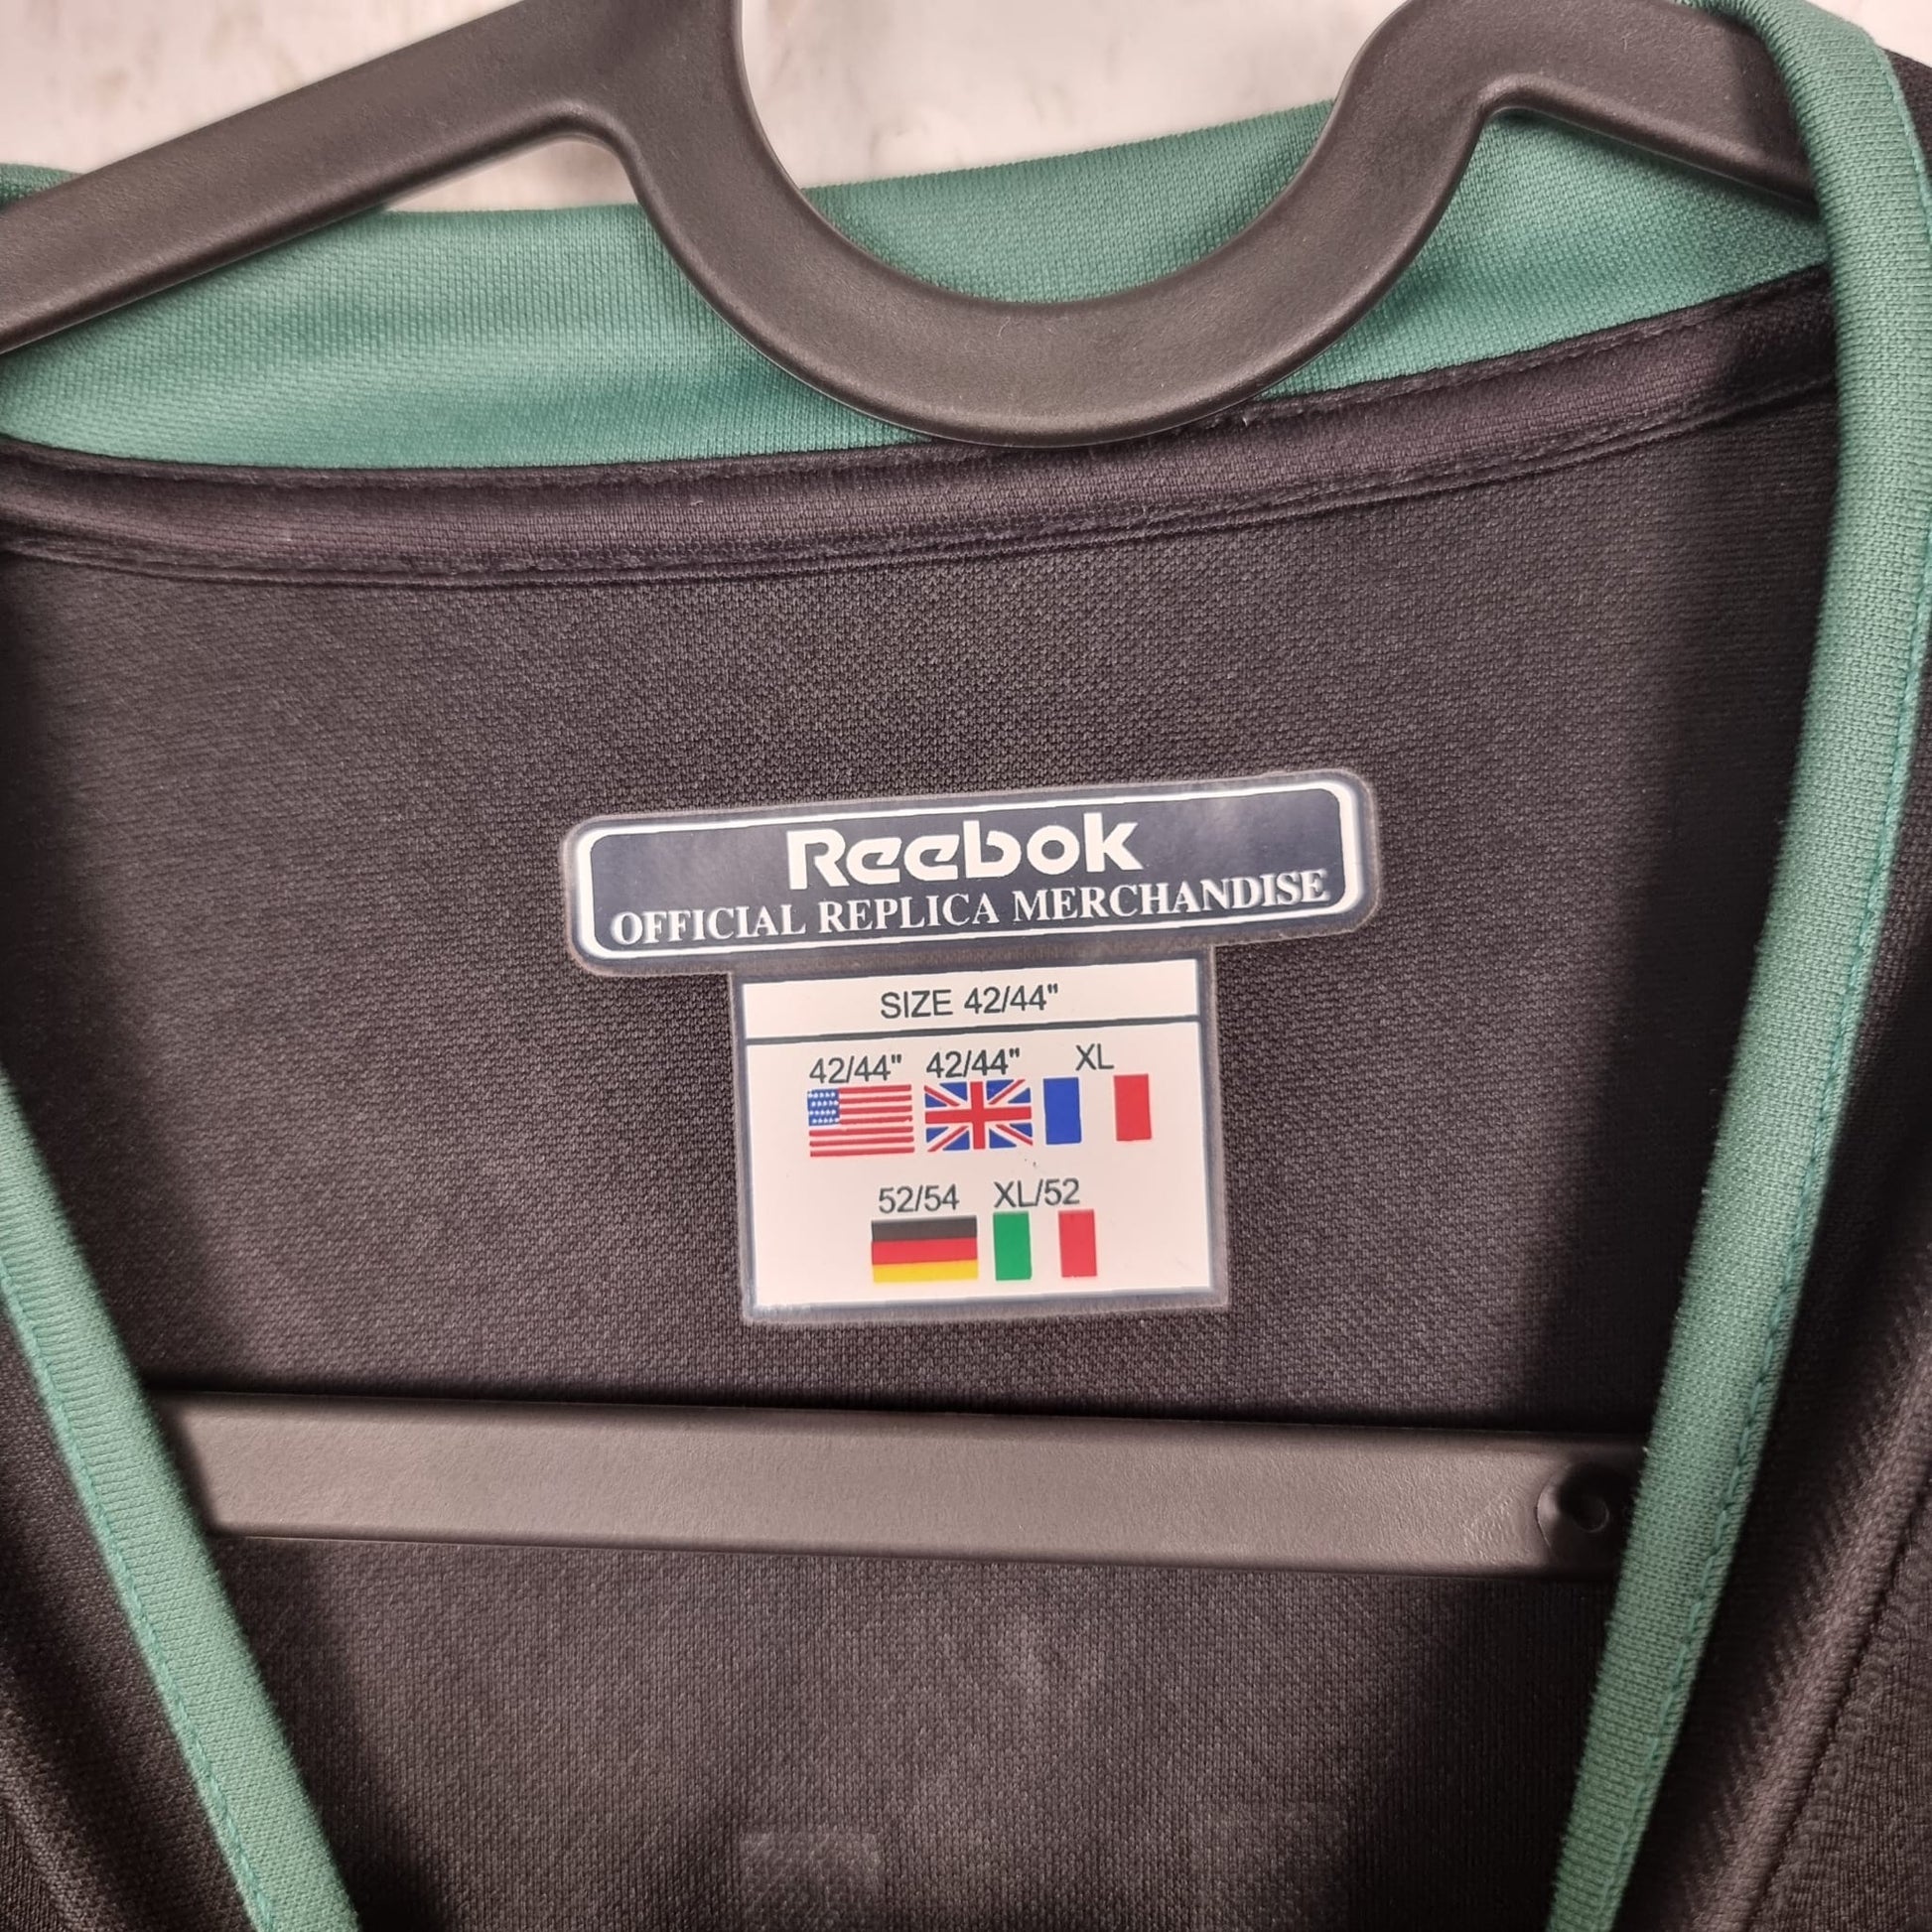 Reebok
OFFICIAL REPLICA MERCHANDISE
SIZE 42/44"
42/44" 42/44" XL
52/54 XL/52